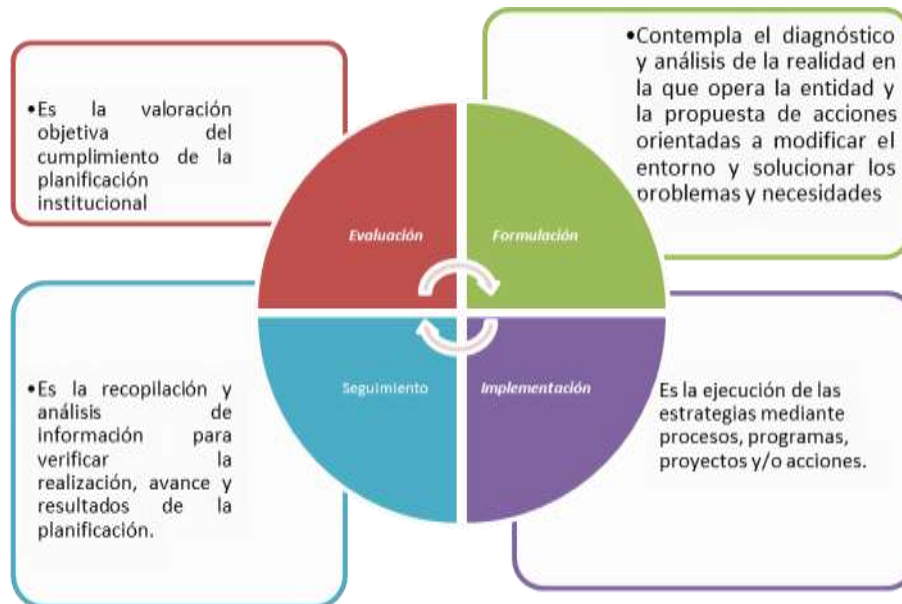 •Es la valoración
objetiva del
cumplimiento de la
planificación
institucional
•Contempla el diagnóstico
y análisis de la realidad en
la que opera la entidad y
la propuesta de acciones
orientadas a modificar el
entorno y solucionar los
problemas y necesidades
Evaluación
Formulación
Seguimiento
Implementación
•Es la recopilación y
análisis de
información para
verificar la
realización, avance y
resultados de la
planificación.
Es la ejecución de las
estrategias mediante
procesos, programas,
proyectos y/o acciones.